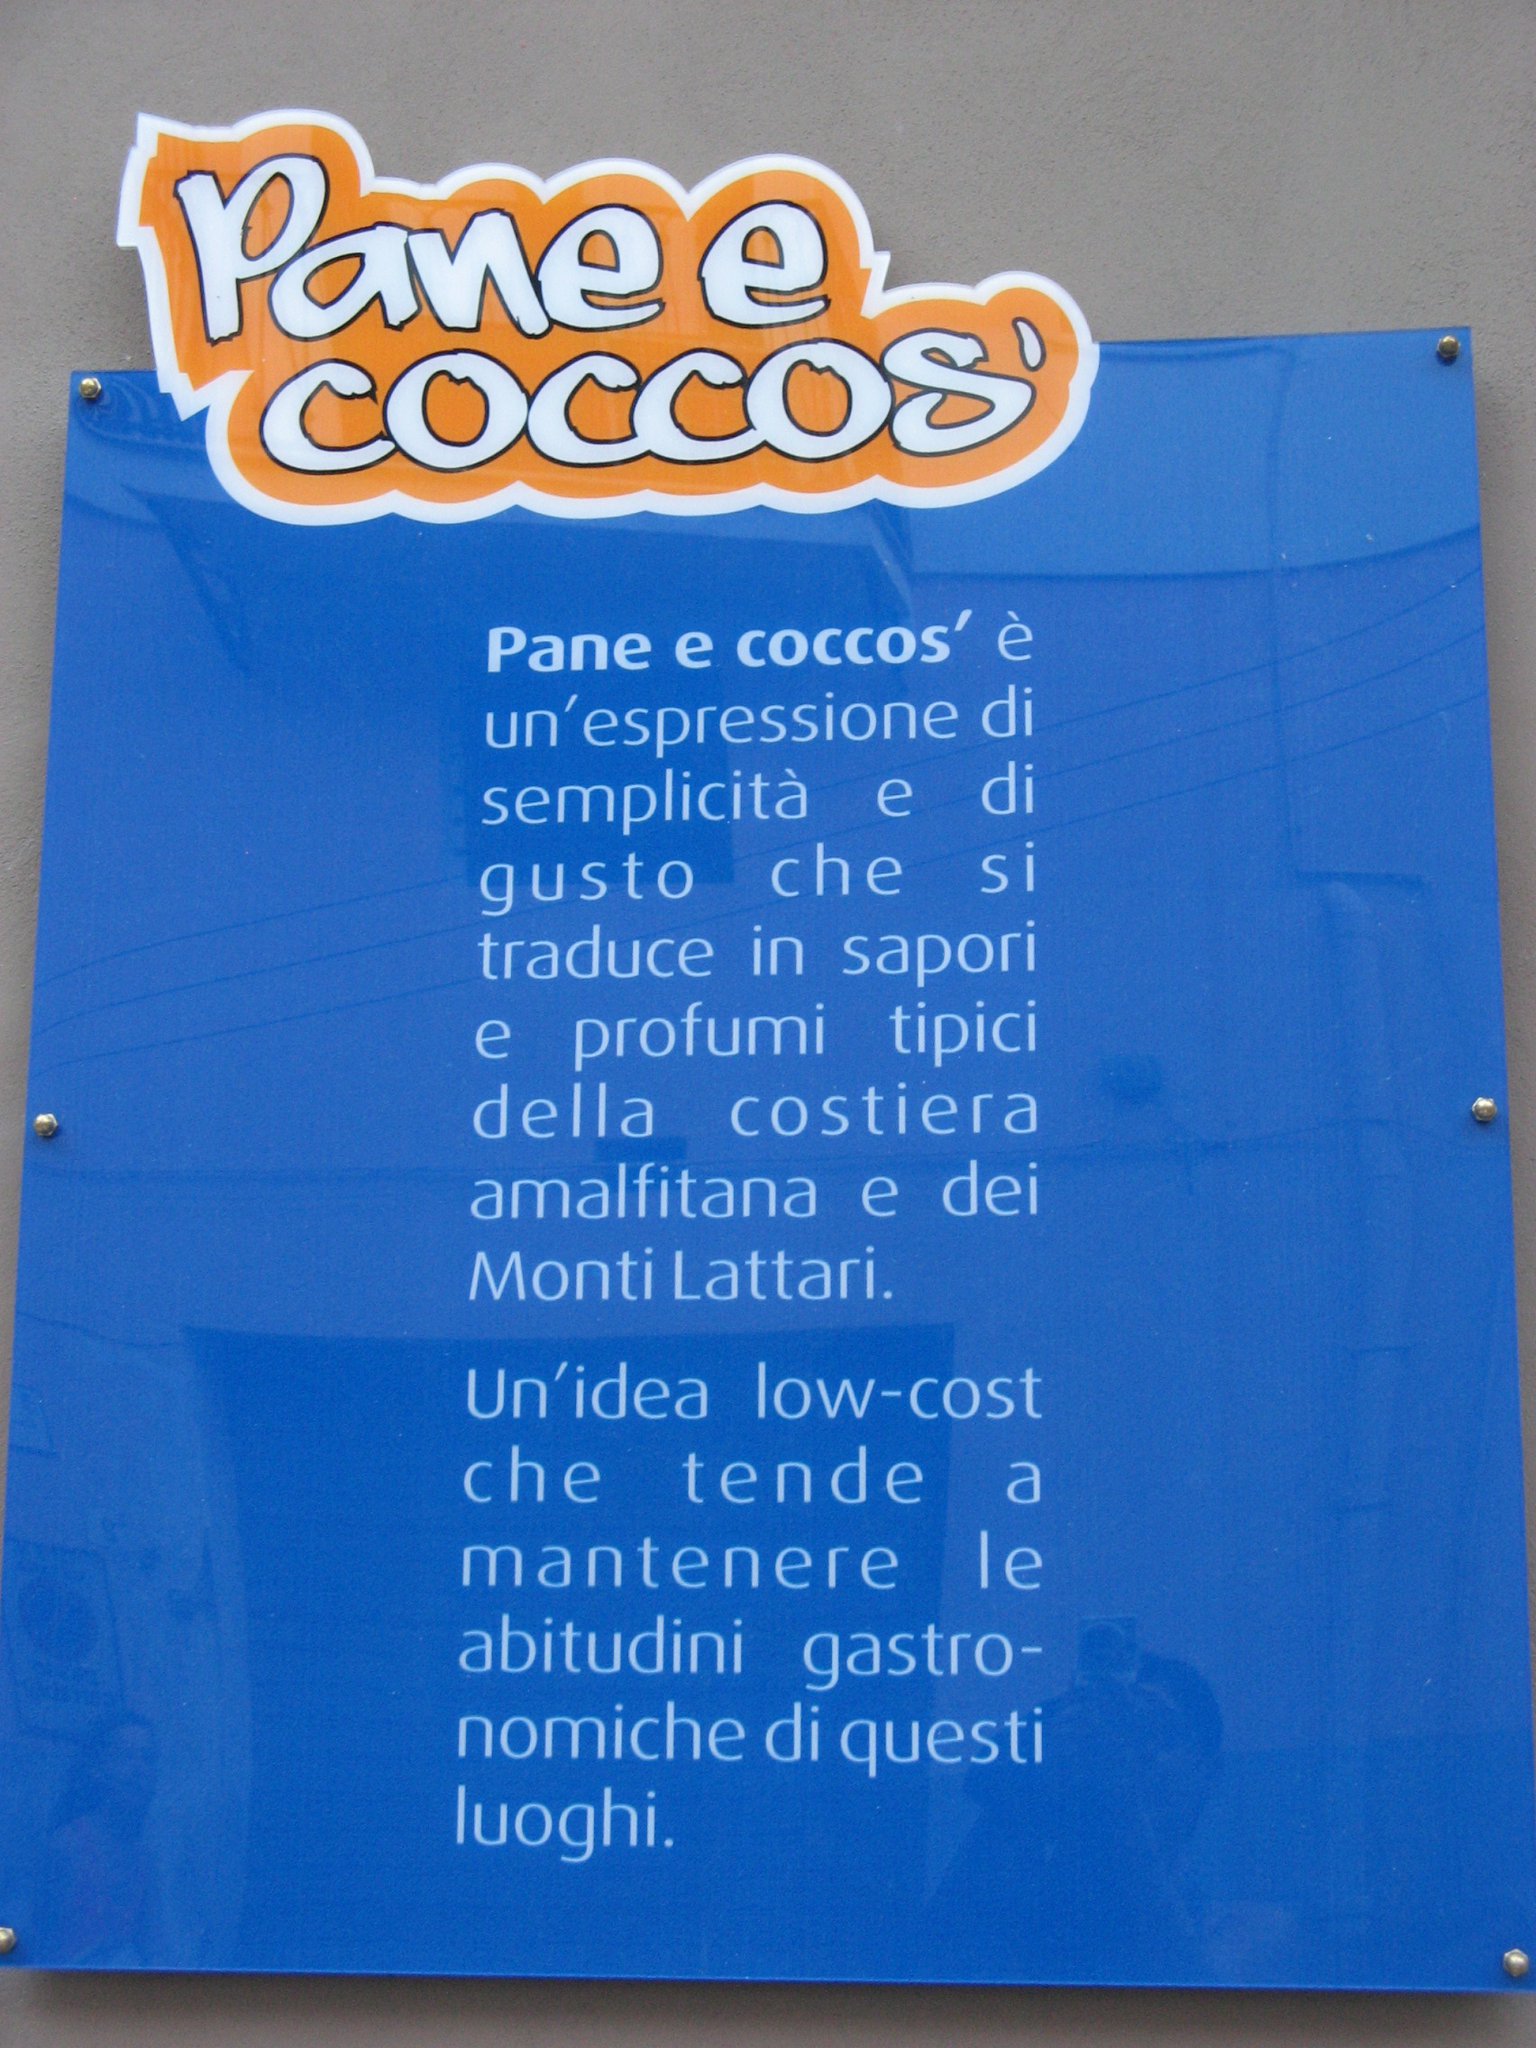 Pane e
coccos'
Pane e coccos' è
un'espressione di
semplicità e di
gusto che si
traduce in sapori
e profumi tipici
della costiera
amalfitana e dei
Monti Lattari.
Un'idea low-cost
che tende a
mantenere le
abitudini gastro-
nomiche di questi
luoghi.